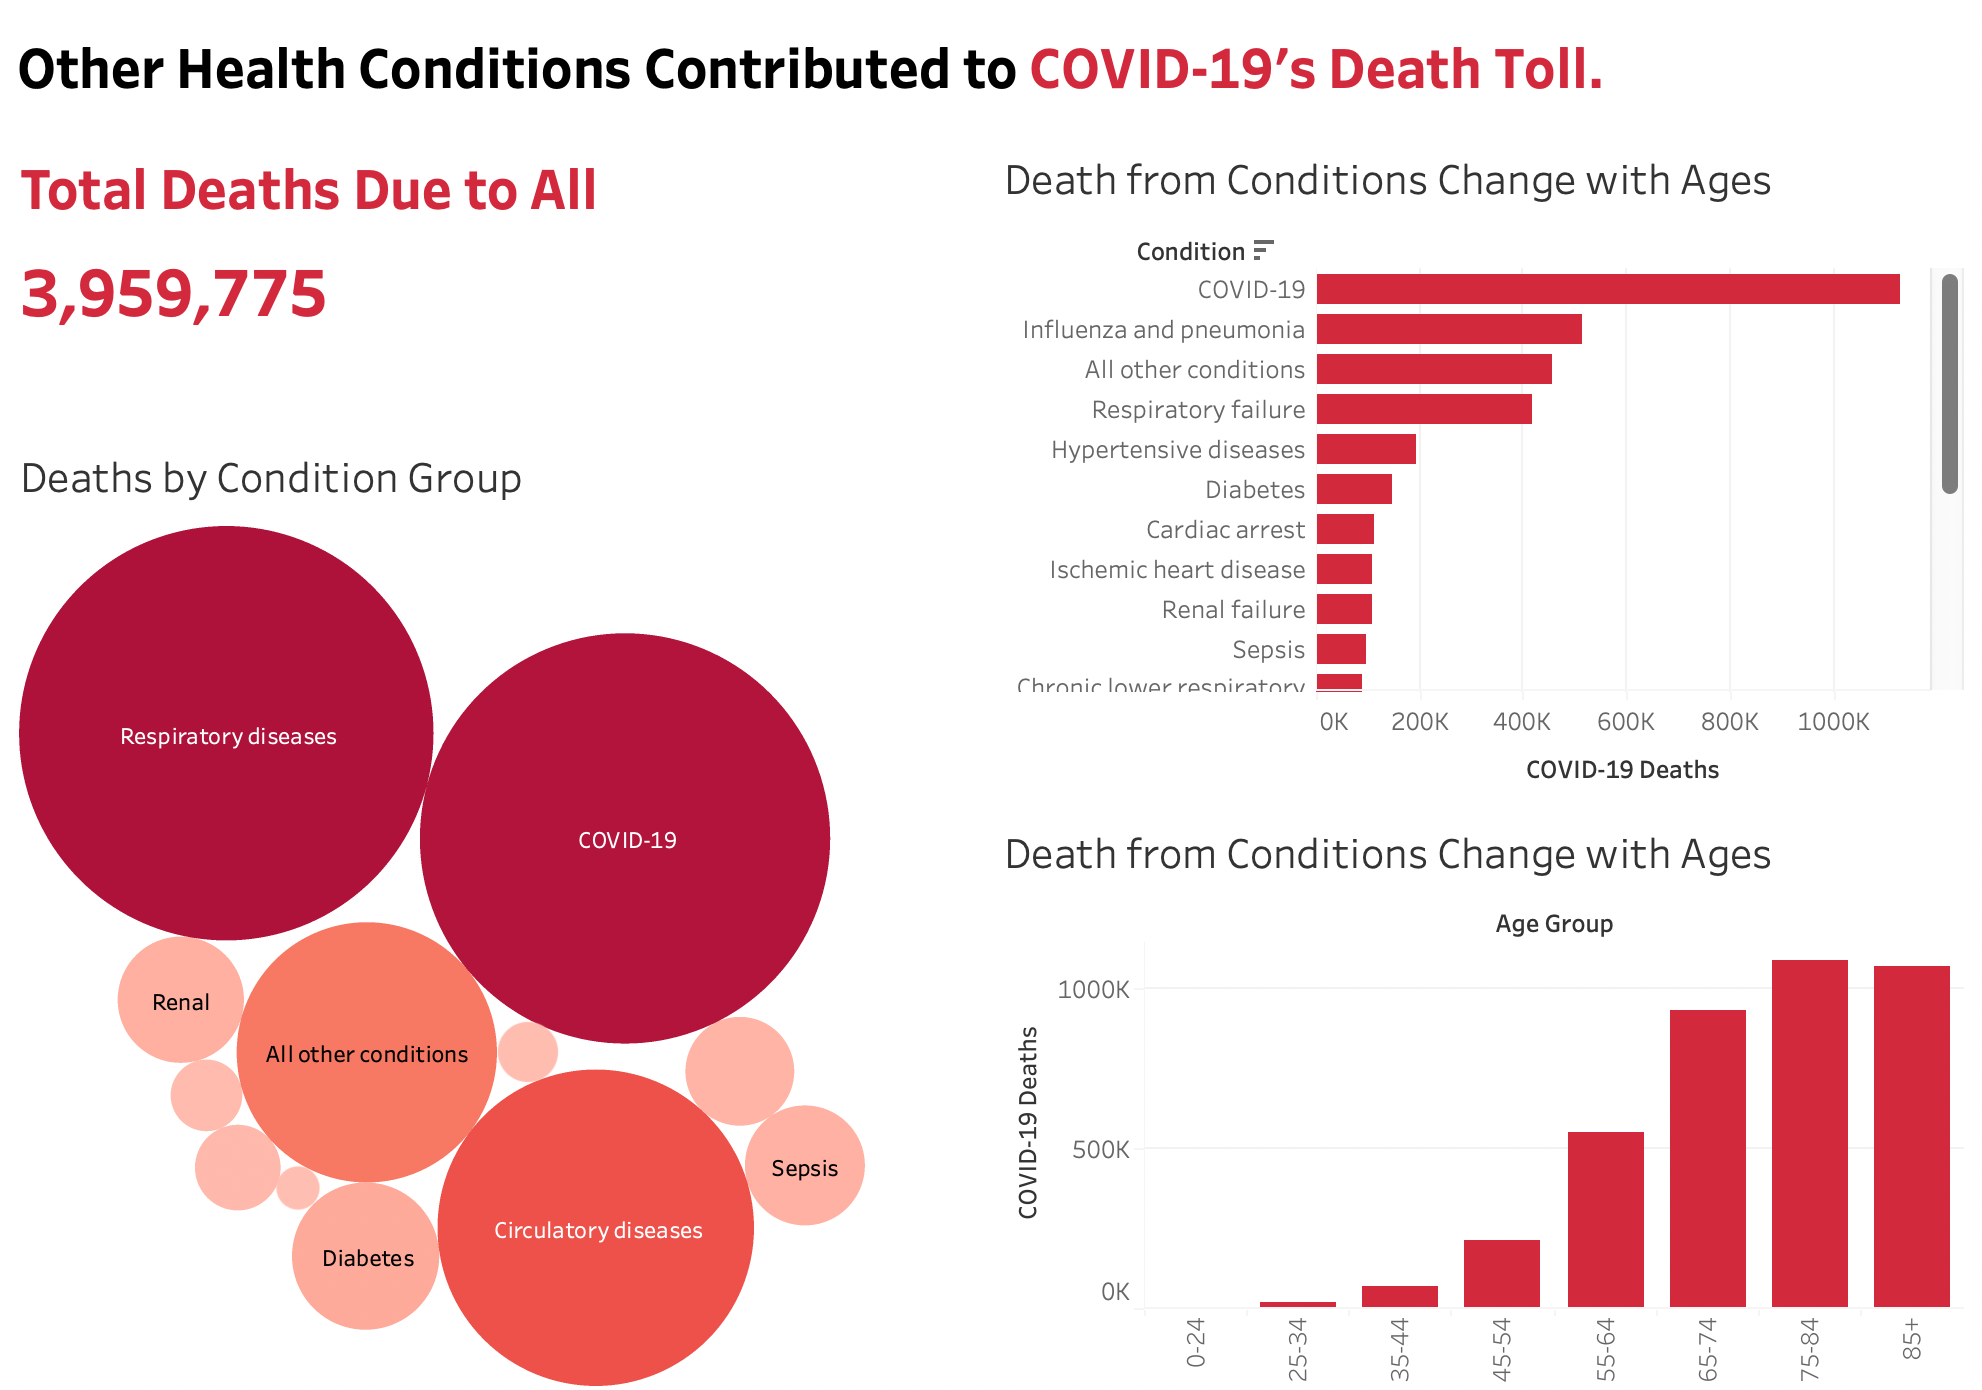 Other Health Conditions Contributed to COVID-19’s Death Toll.
Total Deaths Due to All
3,959,775
Deaths by Condition Group
Respiratory diseases
COVID-19
Renal
All other conditions
Sepsis
Circulatory diseases
Diabetes
Death from Conditions Change with Ages
Condition
COVID-19
Influenza and pneumonia
All other conditions
Respiratory failure
Hypertensive diseases
Diabetes
Cardiac arrest
Ischemic heart disease
Renal failure
Sepsis
Chronic lower respiratory
0K 200K 400K 600K 800K 1000K
COVID-19 Deaths
Death from Conditions Change with Ages
Age Group
1000K
500K
0K
COVID-19 Deaths
0-24 25-34 35-44 45-54 55-64 65-74 75-84 85+